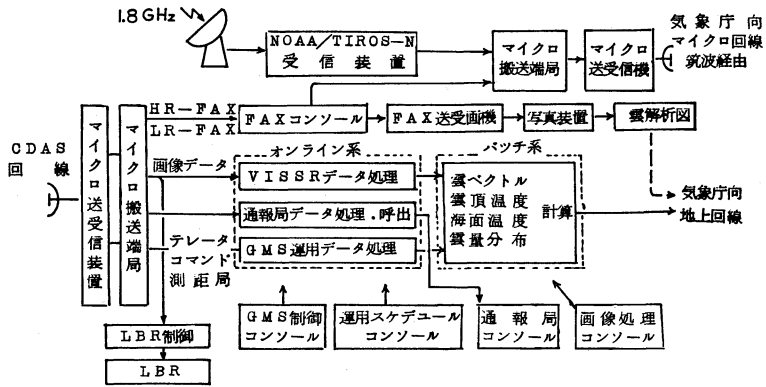 1.8GHz
NOAA/TIROS-N
受信装置
マイクロ
搬送端局
マイクロ
送受信機
気象庁向
マイクロ回線
筑波経由
CDAS
回線
マイクロ送受信装置
マイクロ搬送端局
HR-FAX
LR-FAX
FAXコンソール
FAX送受画機
写真装置
雲解析図
オンライン系
バッチ系
画像データ
VISSRデータ処理
通報局データ処理.呼出
テレータ
コマンド
測距局
GMS運用データ処理
雲ベクトル
雲頂温度
海面温度
雲量分布
計算
気象庁向
地上回線
GMS制御
コンソール
運用スケデュール
コンソール
通報局
コンソール
画像処理
コンソール
LBR制御
LBR